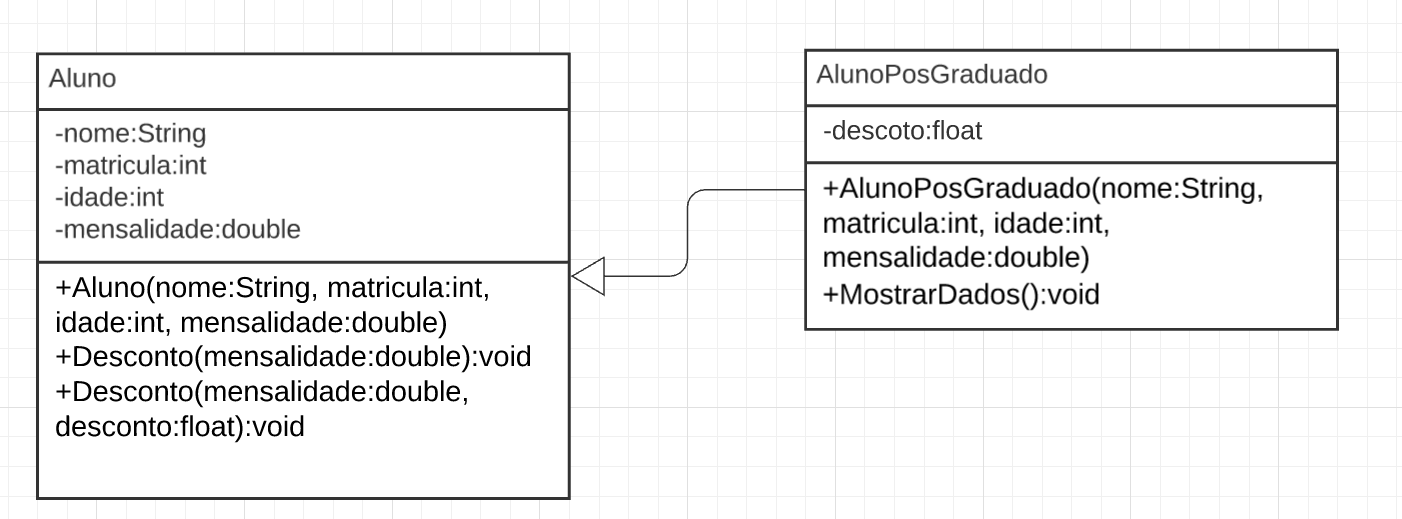 Aluno
-nome:String
-matricula:int
-idade:int
-mensalidade:double
+Aluno(nome:String, matricula:int,
idade:int, mensalidade:double)
+Desconto(mensalidade:double):void
+Desconto(mensalidade:double,
desconto:float):void
AlunoPosGraduado
-descoto:float
+AlunoPosGraduado(nome:String,
matricula:int, idade:int,
mensalidade:double)
+MostrarDados():void